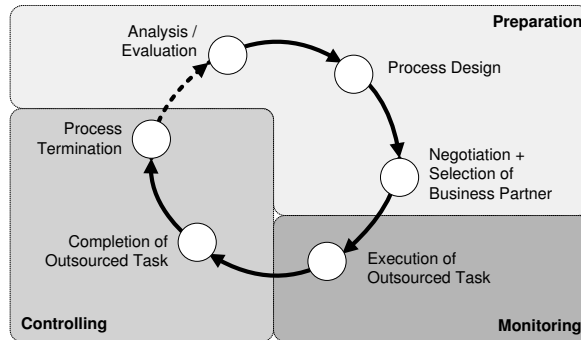 Analysis /
Evaluation
Preparation
Process Design
Process
Termination
Negotiation +
Selection of
Business Partner
Completion of
Outsourced Task
Execution of
Outsourced Task
Controlling
Monitoring